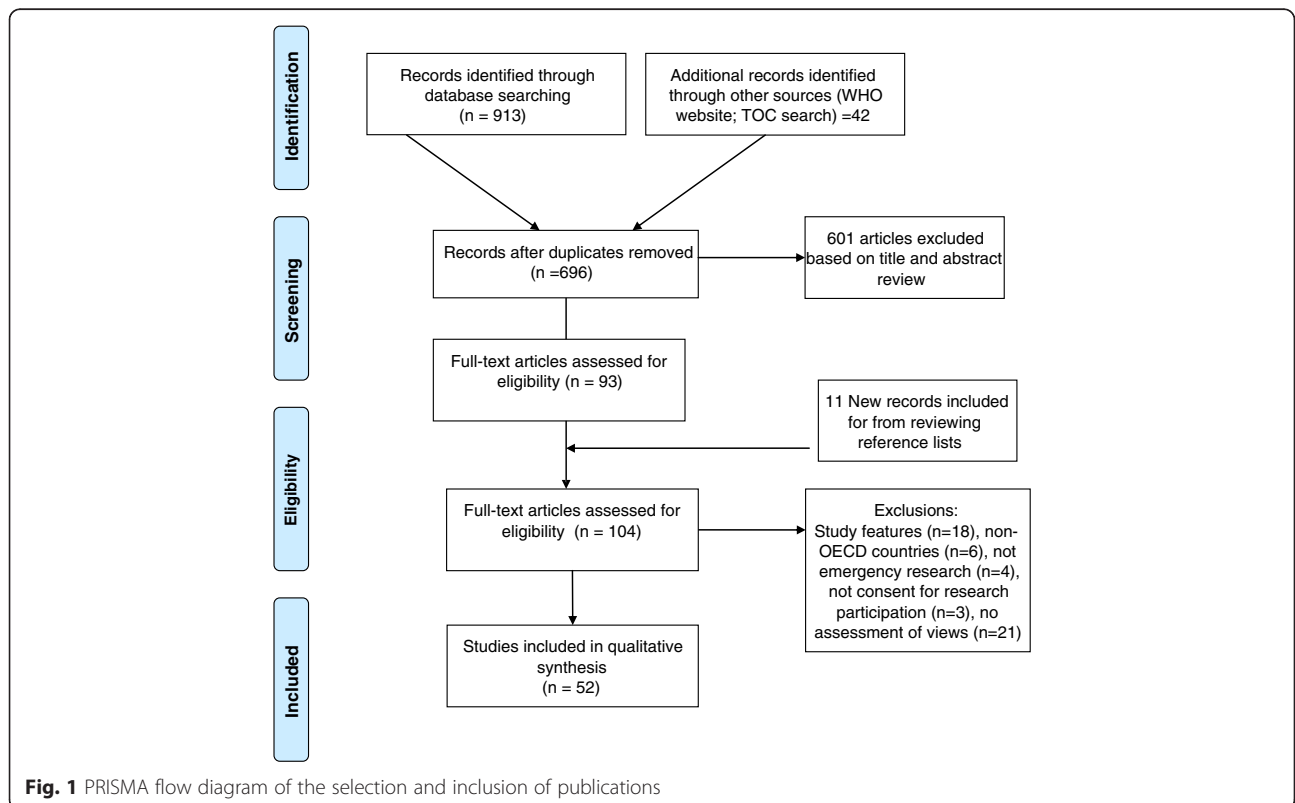 Identification
Records identified through
database searching
(n = 913)
Additional records identified
through other sources (WHO
website; TOC search) =42
Screening
Records after duplicates removed
(n =696)
601 articles excluded
based on title and abstract
review
Full-text articles assessed for
eligibility (n = 93)
Eligibility
11 New records included
for from reviewing
reference lists
Full-text articles assessed for
eligibility (n = 104)
Exclusions:
Study features (n=18), non-
OECD countries (n=6), not
emergency research (n=4),
not consent for research
participation (n=3), no
assessment of views (n=21)
Included
Studies included in qualitative
synthesis
(n = 52)
Fig. 1 PRISMA flow diagram of the selection and inclusion of publications